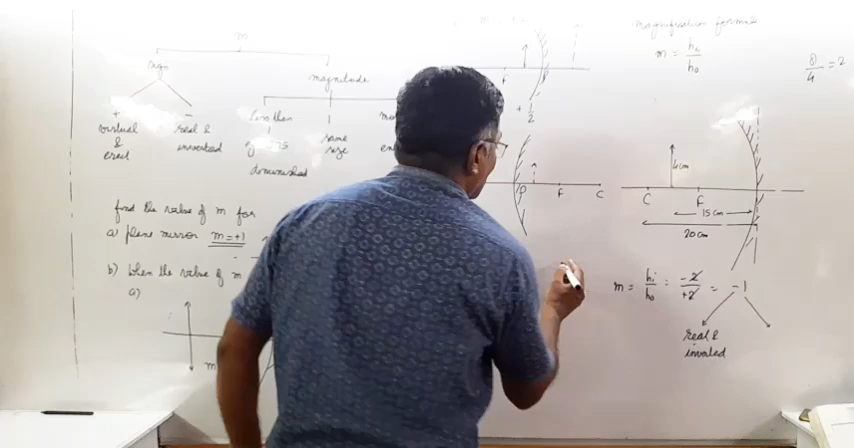 m
sign
magnitude
+
virtual
&
erect
-
real &
inverted
less than
diminished
same
size
find the value of m for
a) plane mirror m=+1
b) When the value of m
a)
m
F
P
+ 1/2
P
F
C
magnification formula
m = hi/ho
/4 = 2
4cm
C
F
15 cm
20 cm
m = hi/ho = -2/+2 = -1
real &
inverted